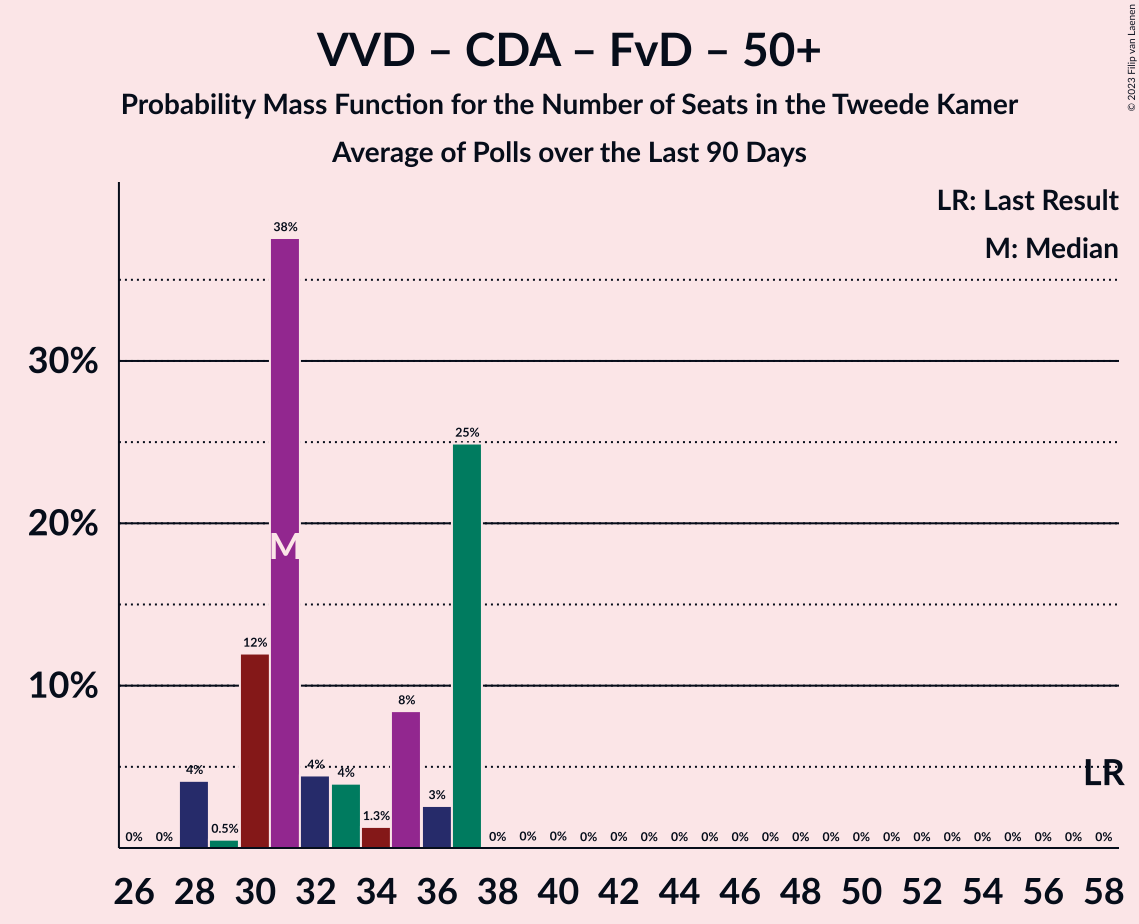 VVD – CDA – FvD – 50+
Probability Mass Function for the Number of Seats in the Tweede Kamer
Average of Polls over the Last 90 Days
© 2023 Filip van Laenen
LR: Last Result
M: Median
30%
20%
10%
0% 0% 4% 0.5% 12% 38% 4% 4% 1.3% 8% 3% 25% 0% 0% 0% 0% 0% 0% 0% 0% 0% 0% 0% 0% 0% 0% 0% 0% 0% 0% 0% 0% 0%
M
LR
26 28 30 32 34 36 38 40 42 44 46 48 50 52 54 56 58